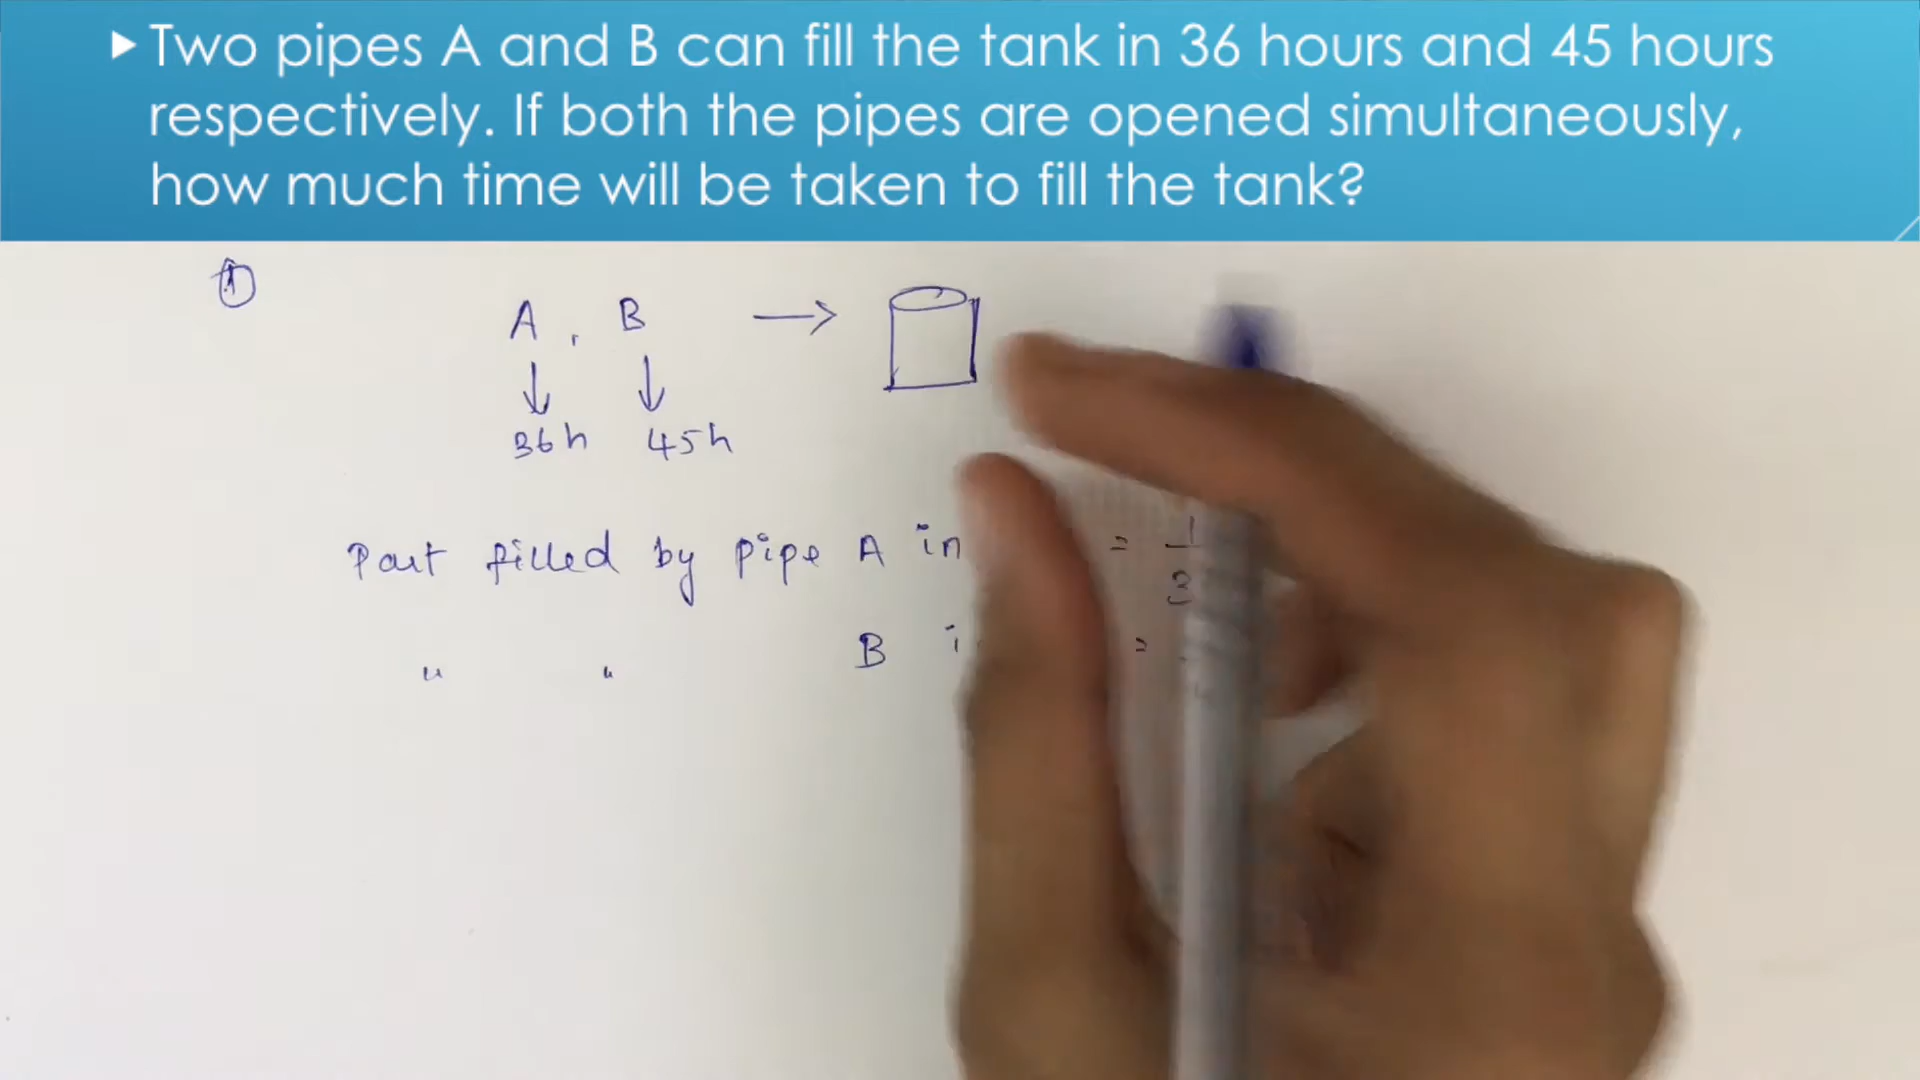 Two pipes A and B can fill the tank in 36 hours and 45 hours
respectively. If both the pipes are opened simultaneously,
how much time will be taken to fill the tank?
1
A , B →
↓ ↓
36h 45h
Part filled by pipe A in = 1
" " B =